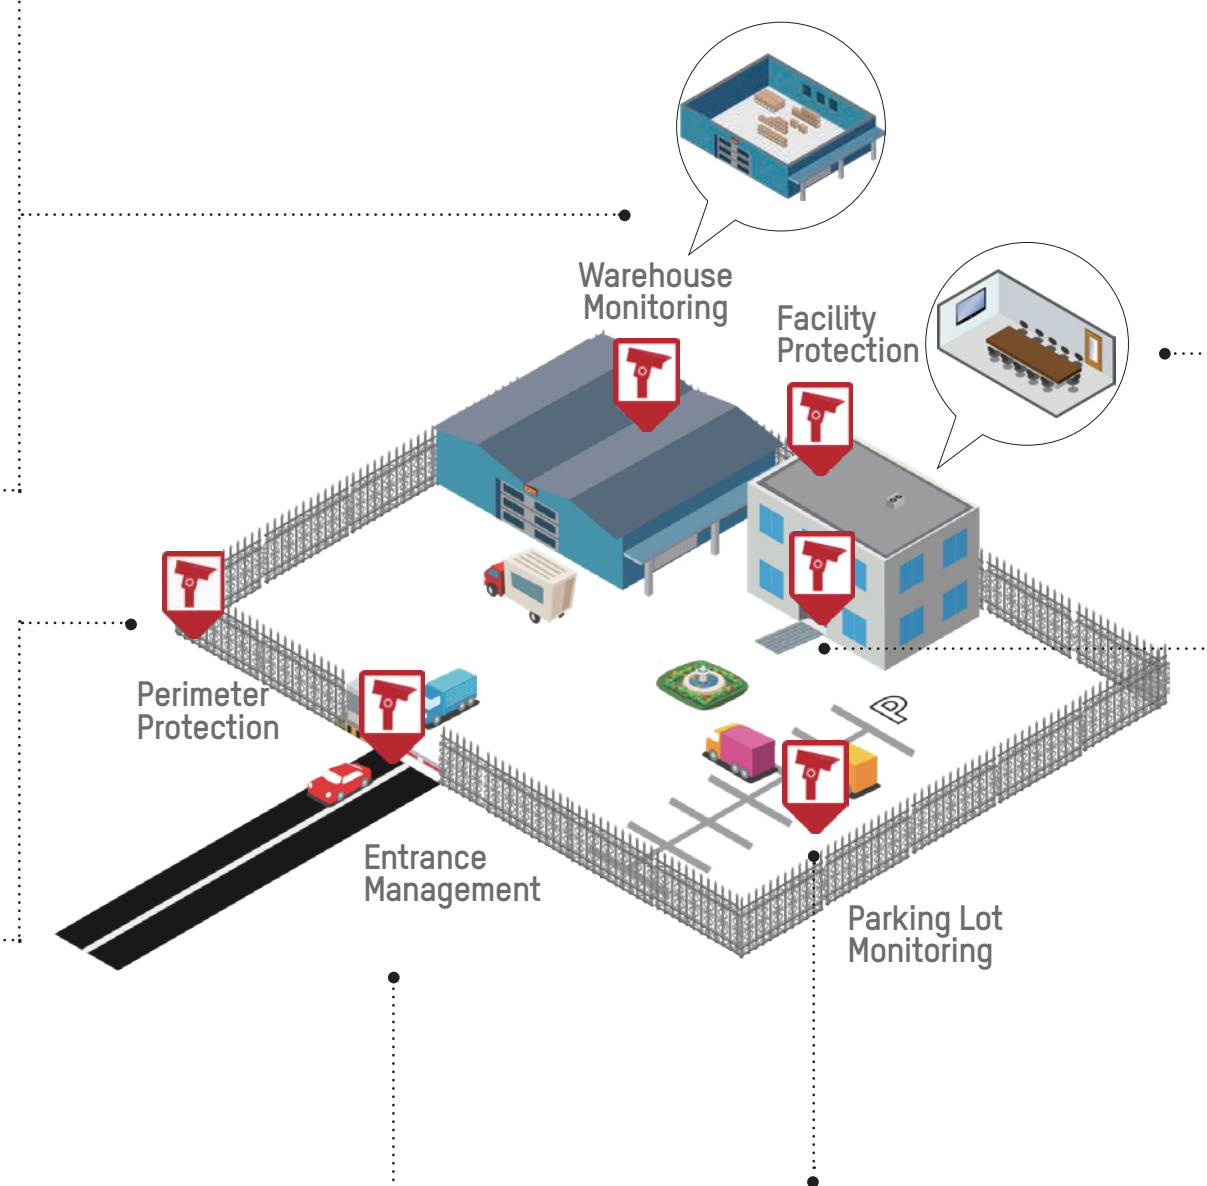 Warehouse
Monitoring
Facility
Protection
Perimeter
Protection
P
Entrance
Management
Parking Lot
Monitoring